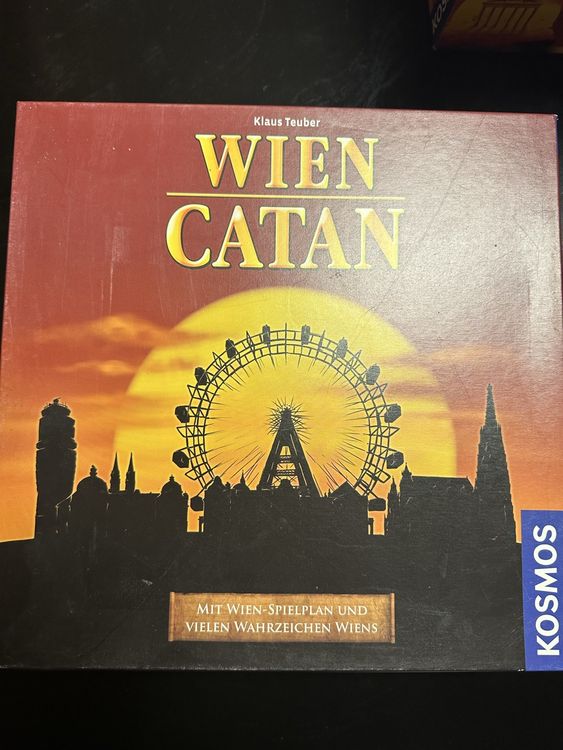 Klaus Teuber
WIEN
CATAN
MIT WIEN-SPIELPLAN UND
VIELEN WAHRZEICHEN WIENS
KOSMOS